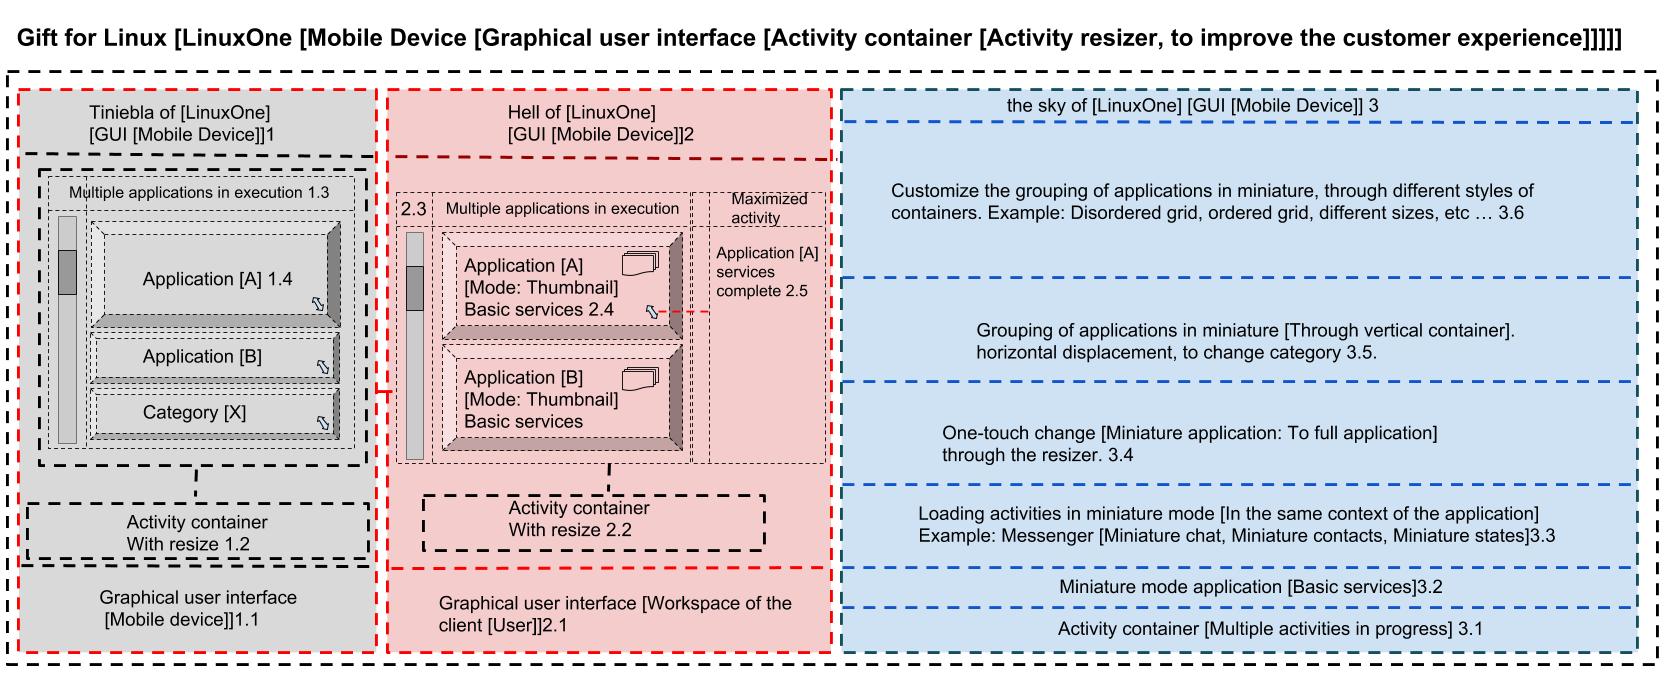 Gift for Linux [LinuxOne [Mobile Device [Graphical user interface [Activity container [Activity resizer, to improve the customer experience]]]]]
Tiniebla of [LinuxOne]
[GUI [Mobile Device]]1
Multiple applications in execution 1.3
Application [A] 1.4
Application [B]
Category [X]
Activity container
With resize 1.2
Graphical user interface
[Mobile device]]1.1
Hell of [LinuxOne]
[GUI [Mobile Device]]2
2.3
Multiple applications in execution
Maximized
activity
Application [A]
[Mode: Thumbnail]
Basic services 2.4
Application [A]
services
complete 2.5
Application [B]
[Mode: Thumbnail]
Basic services
Activity container
With resize 2.2
Graphical user interface [Workspace of the
client [User]]2.1
the sky of [LinuxOne] [GUI [Mobile Device]] 3
Customize the grouping of applications in miniature, through different styles of
containers. Example: Disordered grid, ordered grid, different sizes, etc … 3.6
Grouping of applications in miniature [Through vertical container].
horizontal displacement, to change category 3.5.
One-touch change [Miniature application: To full application]
through the resizer. 3.4
Loading activities in miniature mode [In the same context of the application]
Example: Messenger [Miniature chat, Miniature contacts, Miniature states]3.3
Miniature mode application [Basic services]3.2
Activity container [Multiple activities in progress] 3.1